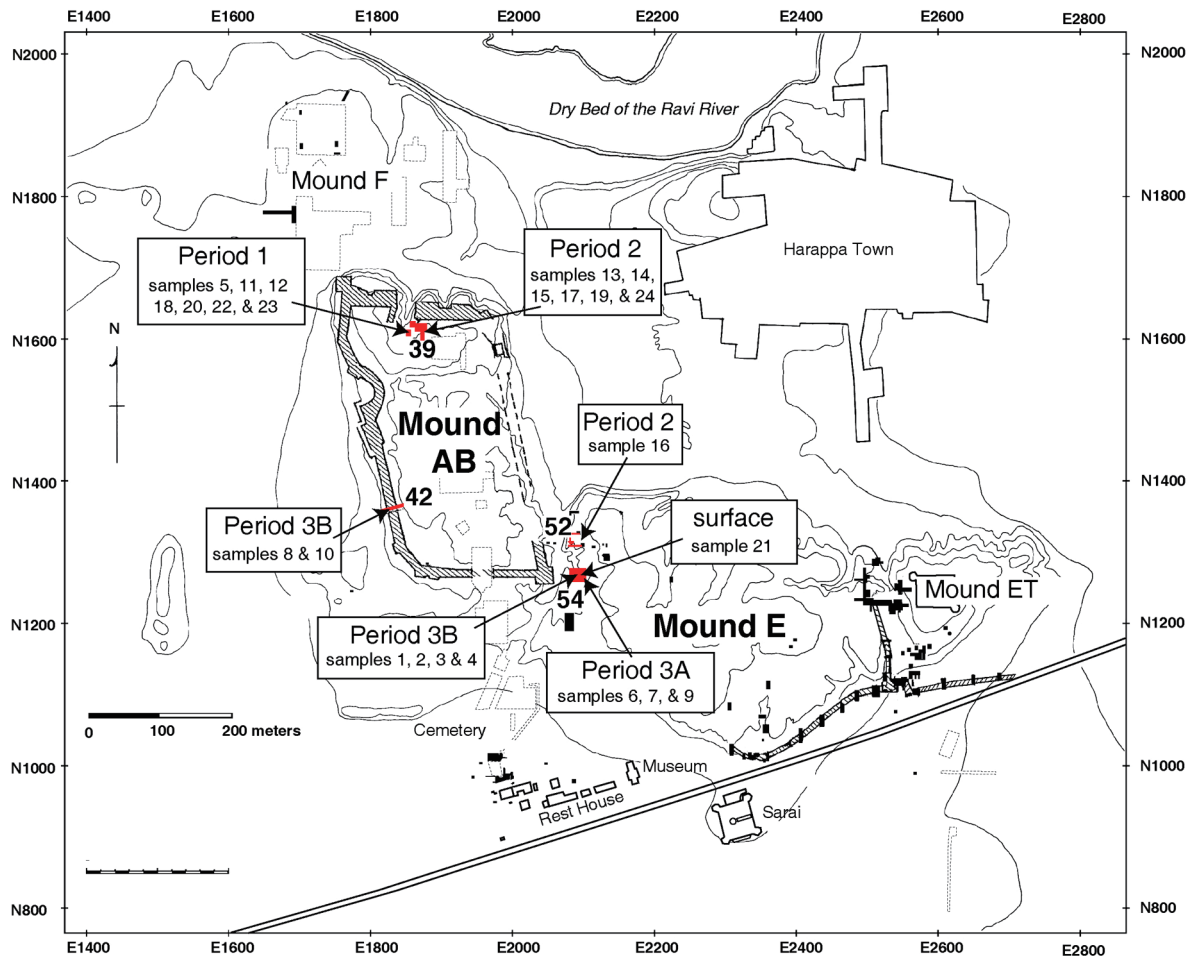 E1400 E1600 E1800 E2000 E2200 E2400 E2600 E2800
N2000 N2000
Dry Bed of the Ravi River
Mound F
N1800 N1800
Period 1
samples 5, 11, 12
18, 20, 22, & 23
Period 2
samples 13, 14,
15, 17, 19, & 24
Harappa Town
N
N1600 N1600
39
Mound
AB
Period 2
sample 16
N1400 N1400
42
Period 3B
samples 8 & 10
52
surface
sample 21
54
Mound ET
N1200 N1200
Mound E
Period 3B
samples 1, 2, 3 & 4
Period 3A
samples 6, 7, & 9
0 100 200 meters
Cemetery
N1000 N1000
Museum
Rest House
Sarai
N800 N800
E1400 E1600 E1800 E2000 E2200 E2400 E2600 E2800